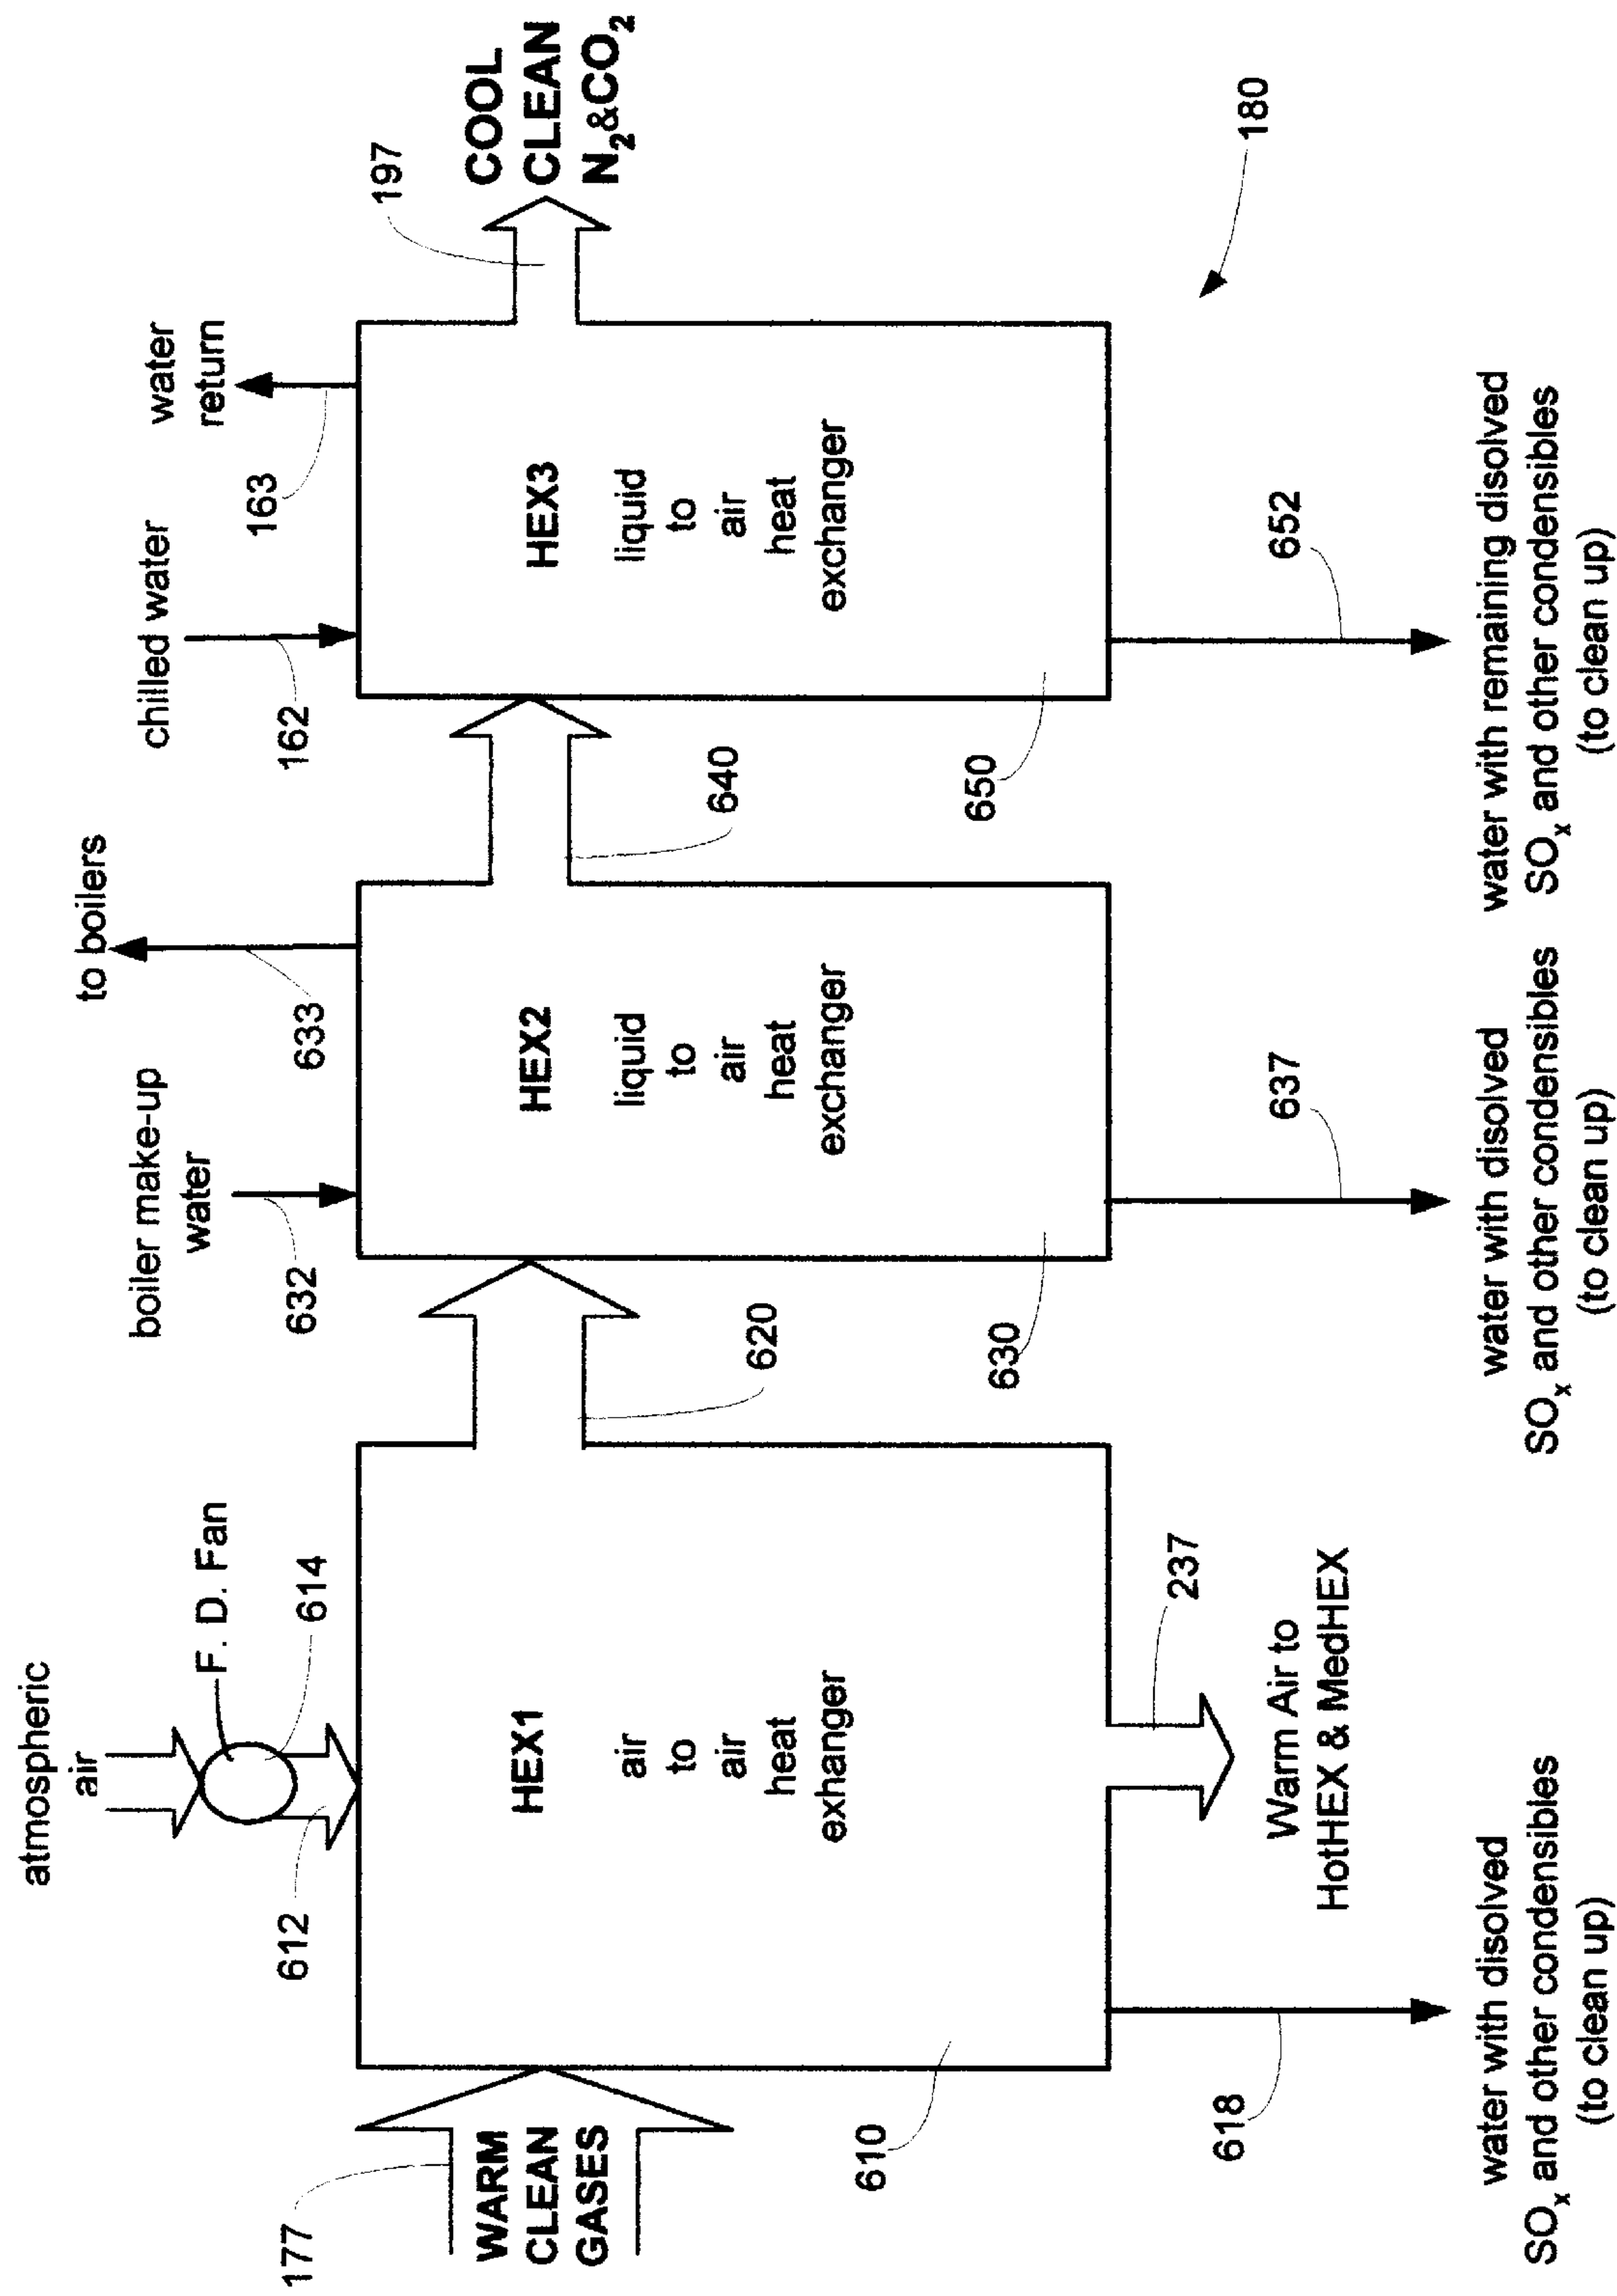 atmospheric
air
F. D. Fan
614
612
177
WARM
CLEAN
GASES
HEX1
air
to
air
heat
exhanger
610
618
water with disolved
SOₓ and other condensibles
(to clean up)
237
Warm Air to
HotHEX & MedHEX
620
boiler make-up
water
632
to boilers
633
HEX2
liquid
to
air
heat
exchanger
630
637
water with disolved
SOₓ and other condensibles
(to clean up)
640
chilled water
162
water
return
163
HEX3
liquid
to
air
heat
exchanger
650
652
water with remaining disolved
SOₓ and other condensibles
(to clean up)
197
COOL
CLEAN
N₂&CO₂
180